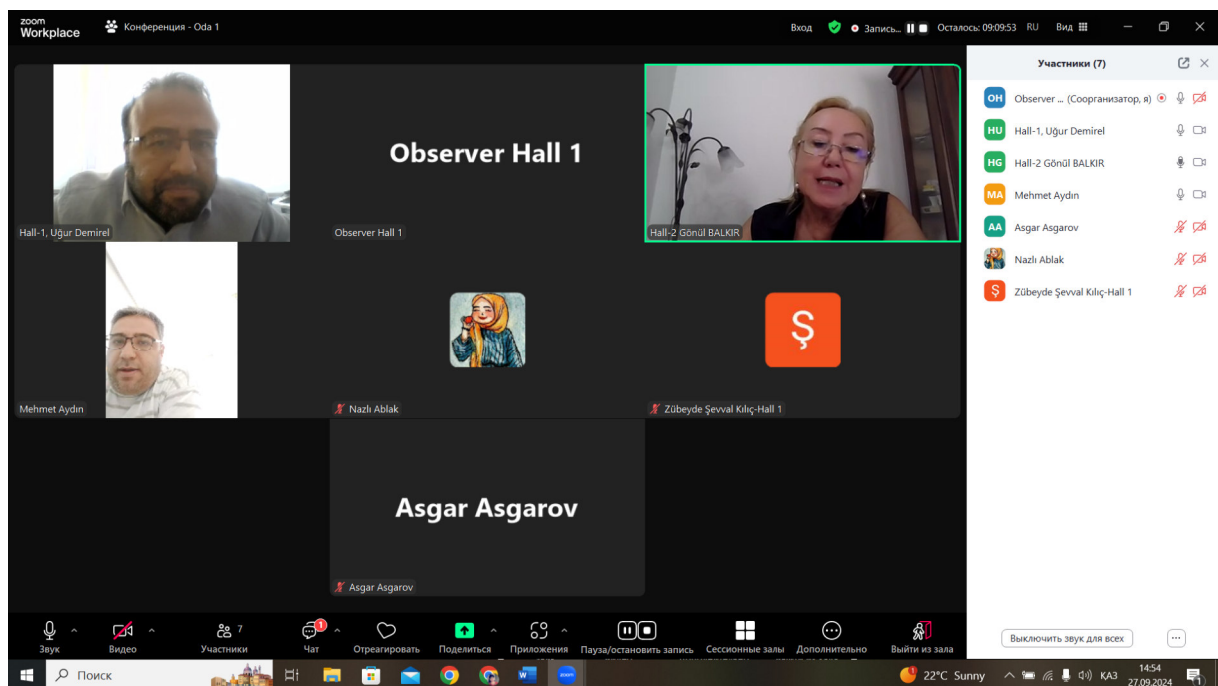 zoom
Workplace
Конференция - Oda 1
Вход
Запись...
Осталось: 09:09:53
RU
Вид
Hall-1, Uğur Demirel
Observer Hall 1
Observer Hall 1
Hall-2 Gönül BALKIR
Mehmet Aydın
Nazlı Ablak
Ş
Zübeyde Şevval Kılıç-Hall 1
Asgar Asgarov
Asgar Asgarov
Участники (7)
OH Observer ... (Соорганизатор, я)
HU Hall-1, Uğur Demirel
HG Hall-2 Gönül BALKIR
MA Mehmet Aydın
AA Asgar Asgarov
Nazlı Ablak
Ş Zübeyde Şevval Kılıç-Hall 1
Выключить звук для всех
Звук
Видео
7
Участники
1
Чат
Отреагировать
Поделиться
Приложения
Пауза/остановить запись
Сессионные залы
Дополнительно
Выйти из зала
Поиск
zoom
22°C Sunny
КАЗ
14:54
27.09.2024